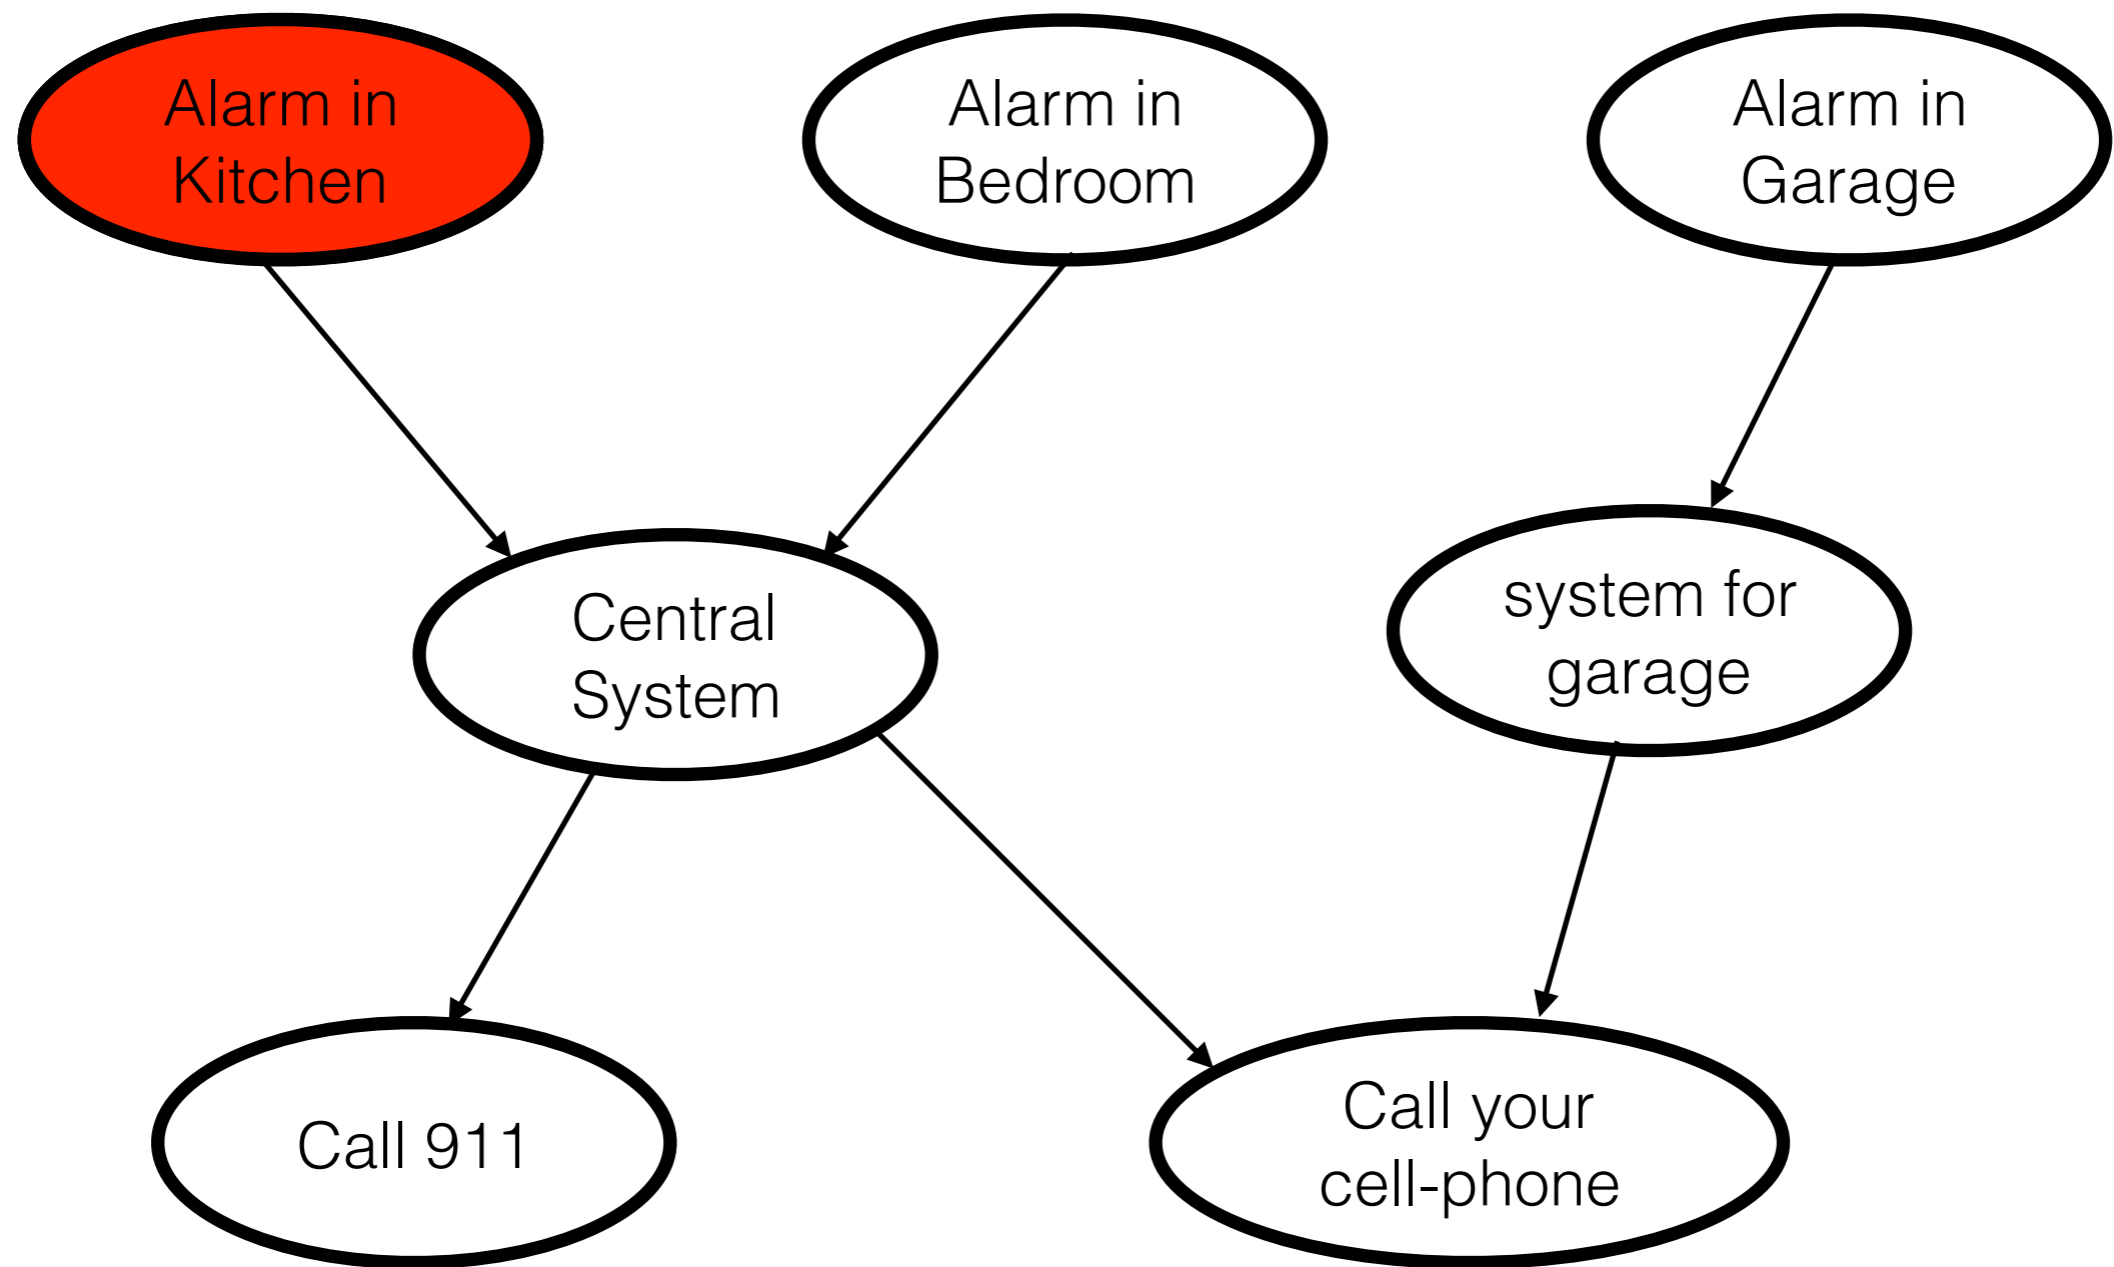 Alarm in
Kitchen
Alarm in
Bedroom
Alarm in
Garage
Central
System
system for
garage
Call 911
Call your
cell-phone